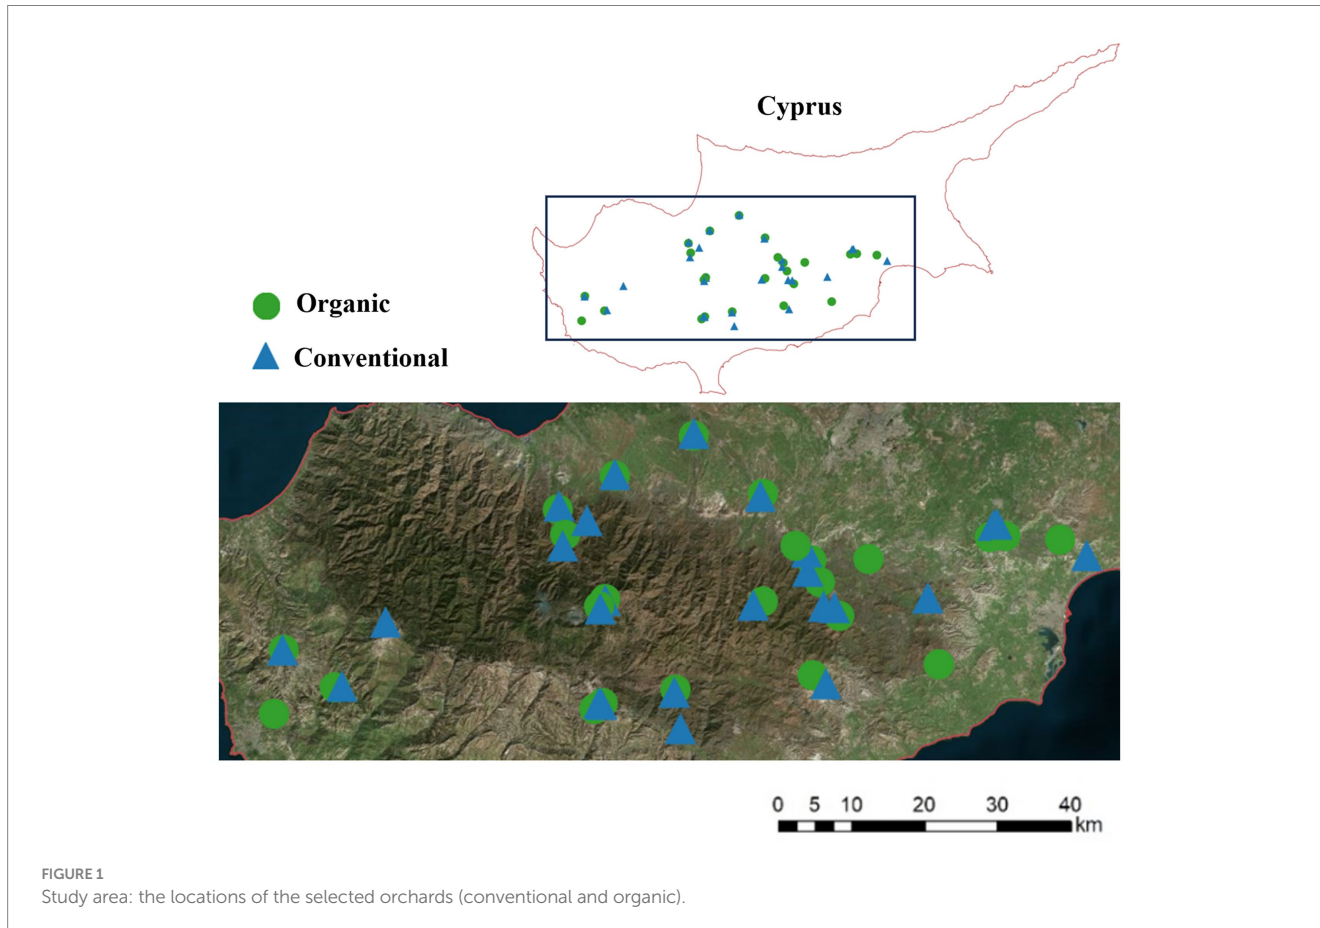 Cyprus
Organic
Conventional
0 5 10 20 30 40
km
FIGURE 1
Study area: the locations of the selected orchards (conventional and organic).